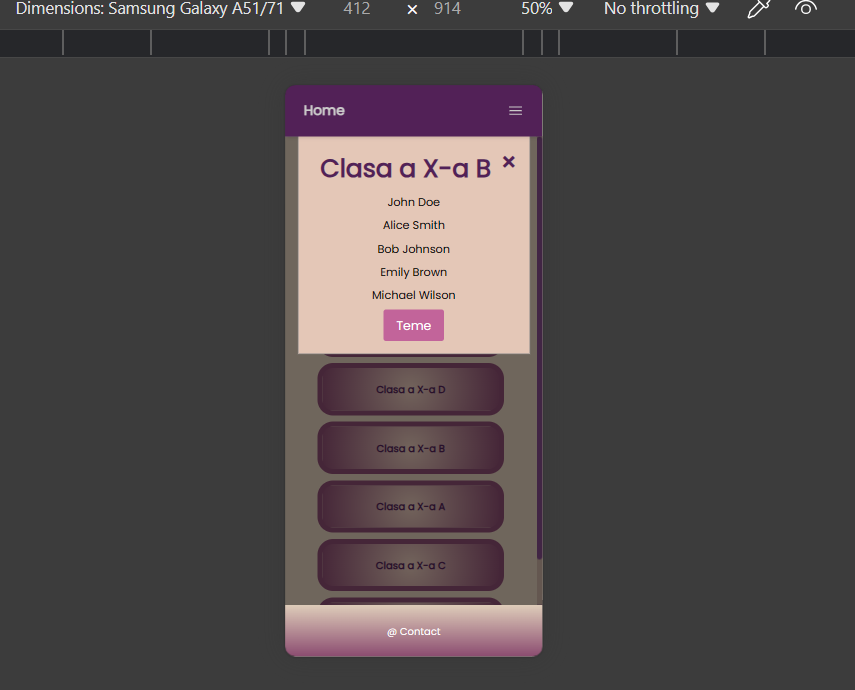 Dimensions: Samsung Galaxy A51/71 ▼ 412 × 914 50% ▼ No throttling ▼
Home
Clasa a X-a B ×
John Doe
Alice Smith
Bob Johnson
Emily Brown
Michael Wilson
Teme
Clasa a X-a D
Clasa a X-a B
Clasa a X-a A
Clasa a X-a C
@ Contact